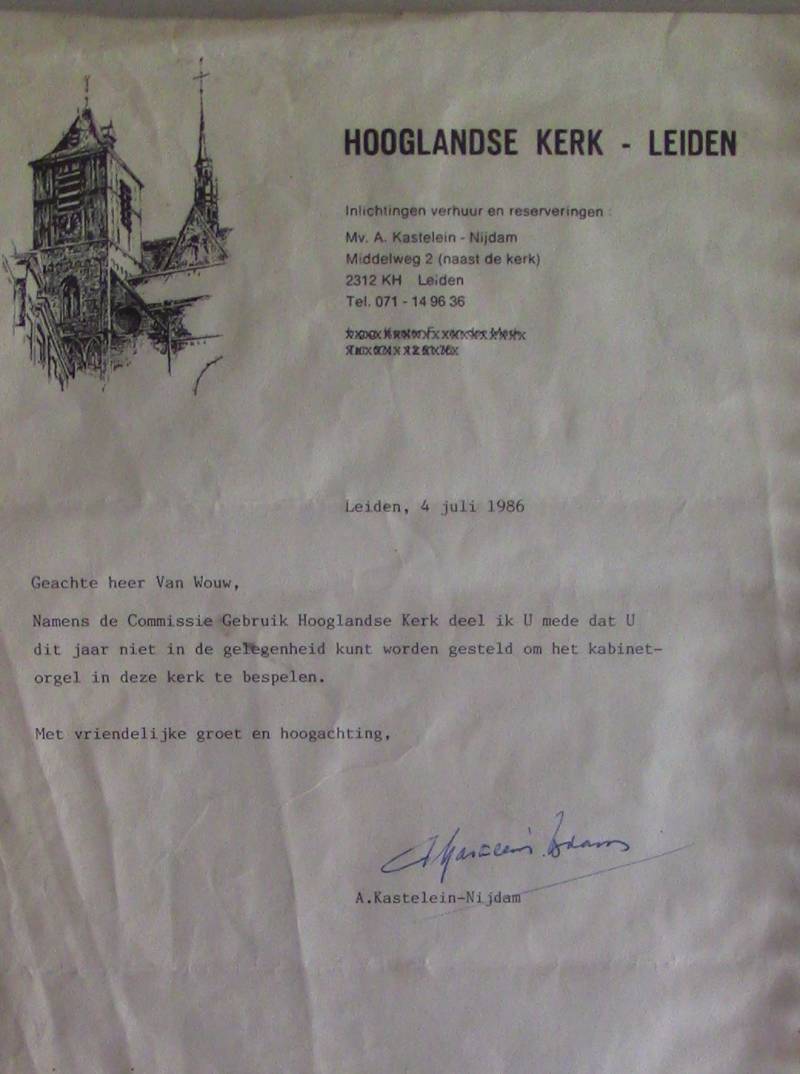 HOOGLANDSE KERK - LEIDEN
Inlichtingen verhuur en reserveringen :
Mv. A. Kastelein - Nijdam
Middelweg 2 (naast de kerk)
2312 KH Leiden
Tel. 071 - 14 96 36
Leiden, 4 juli 1986
Geachte heer Van Wouw,
Namens de Commissie Gebruik Hooglandse Kerk deel ik U mede dat U
dit jaar niet in de gelegenheid kunt worden gesteld om het kabinet-
orgel in deze kerk te bespelen.
Met vriendelijke groet en hoogachting,
A.Kastelein-Nijdam